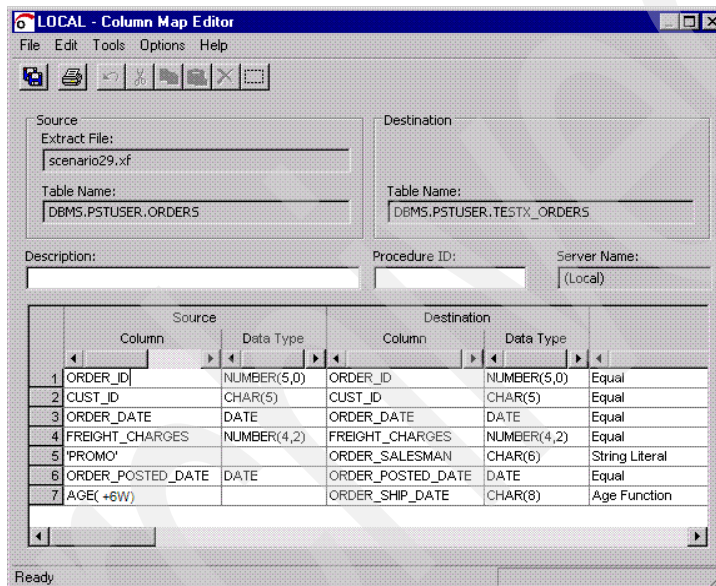 LOCAL - Column Map Editor
File Edit Tools Options Help
Source
Destination
Extract File:
scenario29.xf
Table Name:
Table Name:
DBMS.PSTUSER.ORDERS
DBMS.PSTUSER.TESTX_ORDERS
Description:
Procedure ID:
Server Name:
(Local)
Source Destination
Column Data Type Column Data Type
1 ORDER_ID NUMBER(5,0) ORDER_ID NUMBER(5,0) Equal
2 CUST_ID CHAR(5) CUST_ID CHAR(5) Equal
3 ORDER_DATE DATE ORDER_DATE DATE Equal
4 FREIGHT_CHARGES NUMBER(4,2) FREIGHT_CHARGES NUMBER(4,2) Equal
5 'PROMO' ORDER_SALESMAN CHAR(6) String Literal
6 ORDER_POSTED_DATE DATE ORDER_POSTED_DATE DATE Equal
7 AGE( +6W) ORDER_SHIP_DATE CHAR(8) Age Function
Ready